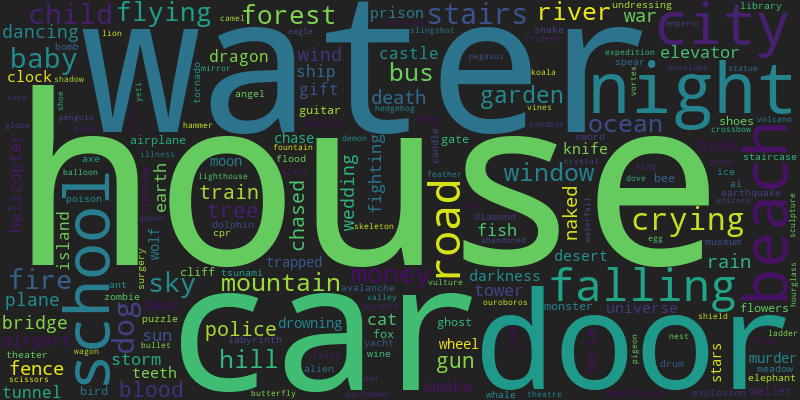 child flying forest prison stairs river undressing war city library
dancing bomb lion camel eagle slingshot snake emperor
baby water dragon wind castle bus elevator
clock shadow mirror ship gift death garden spear expedition night
tornado angel guitar hedgehog pegasus koala vines vortex envelope statue
yeti hammer penguin shoe globe vase
ocean shoes volcano crossbow
airplane illness chase fountain flood demon candle gate sandbox sword knife
house axe balloon poison moon lighthouse earth train tree chased wedding fighting
helicopter school island wolf queen dolphin cpr skeleton
feather road window crystal dove bee king ice ai earthquake staircase
diamond fish abandoned naked waterfall crying egg unicorn museum beach sculpture
surgery cliff tsunami trapped desert rain
fire ant zombie sky mountain avalanche valley money vulture darkness tower ouroboros falling hourglass
plane bear puzzle universe monster flowers
bridge dog sun bullet police drowning cat fox ghost shield ladder
airport labyrinth car yacht wheel door
theater wagon storm hill fairy alien wine gun pigeon nest stars murder
fence scissors teeth owl smoke drum meadow elephant
tunnel bird blood butterfly whale theatre explosion wallet